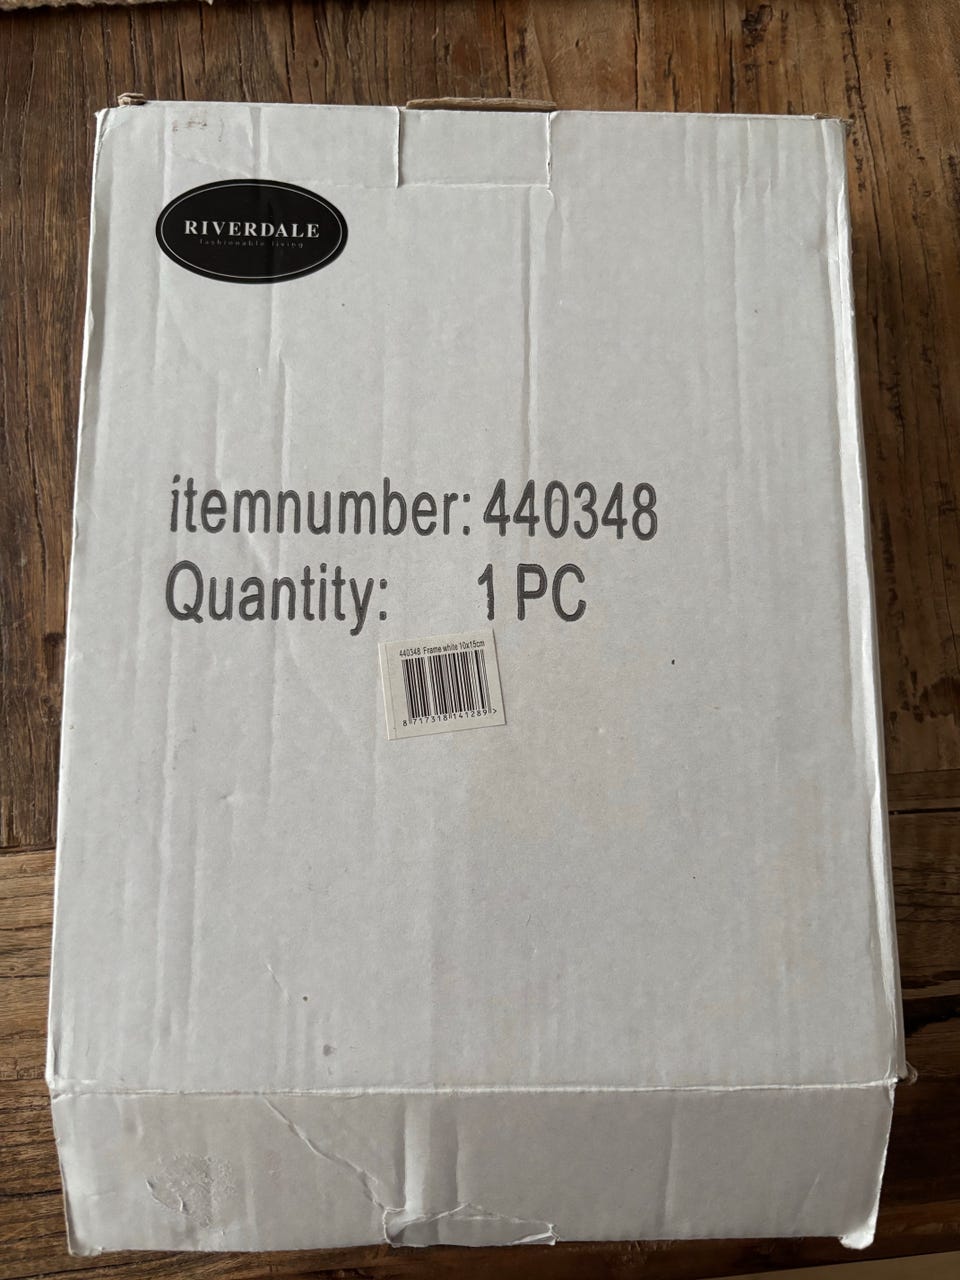 RIVERDALE
fashionable living
itemnumber: 440348
Quantity: 1 PC
440348 Frame white 10x15cm
8 717318 141289 >